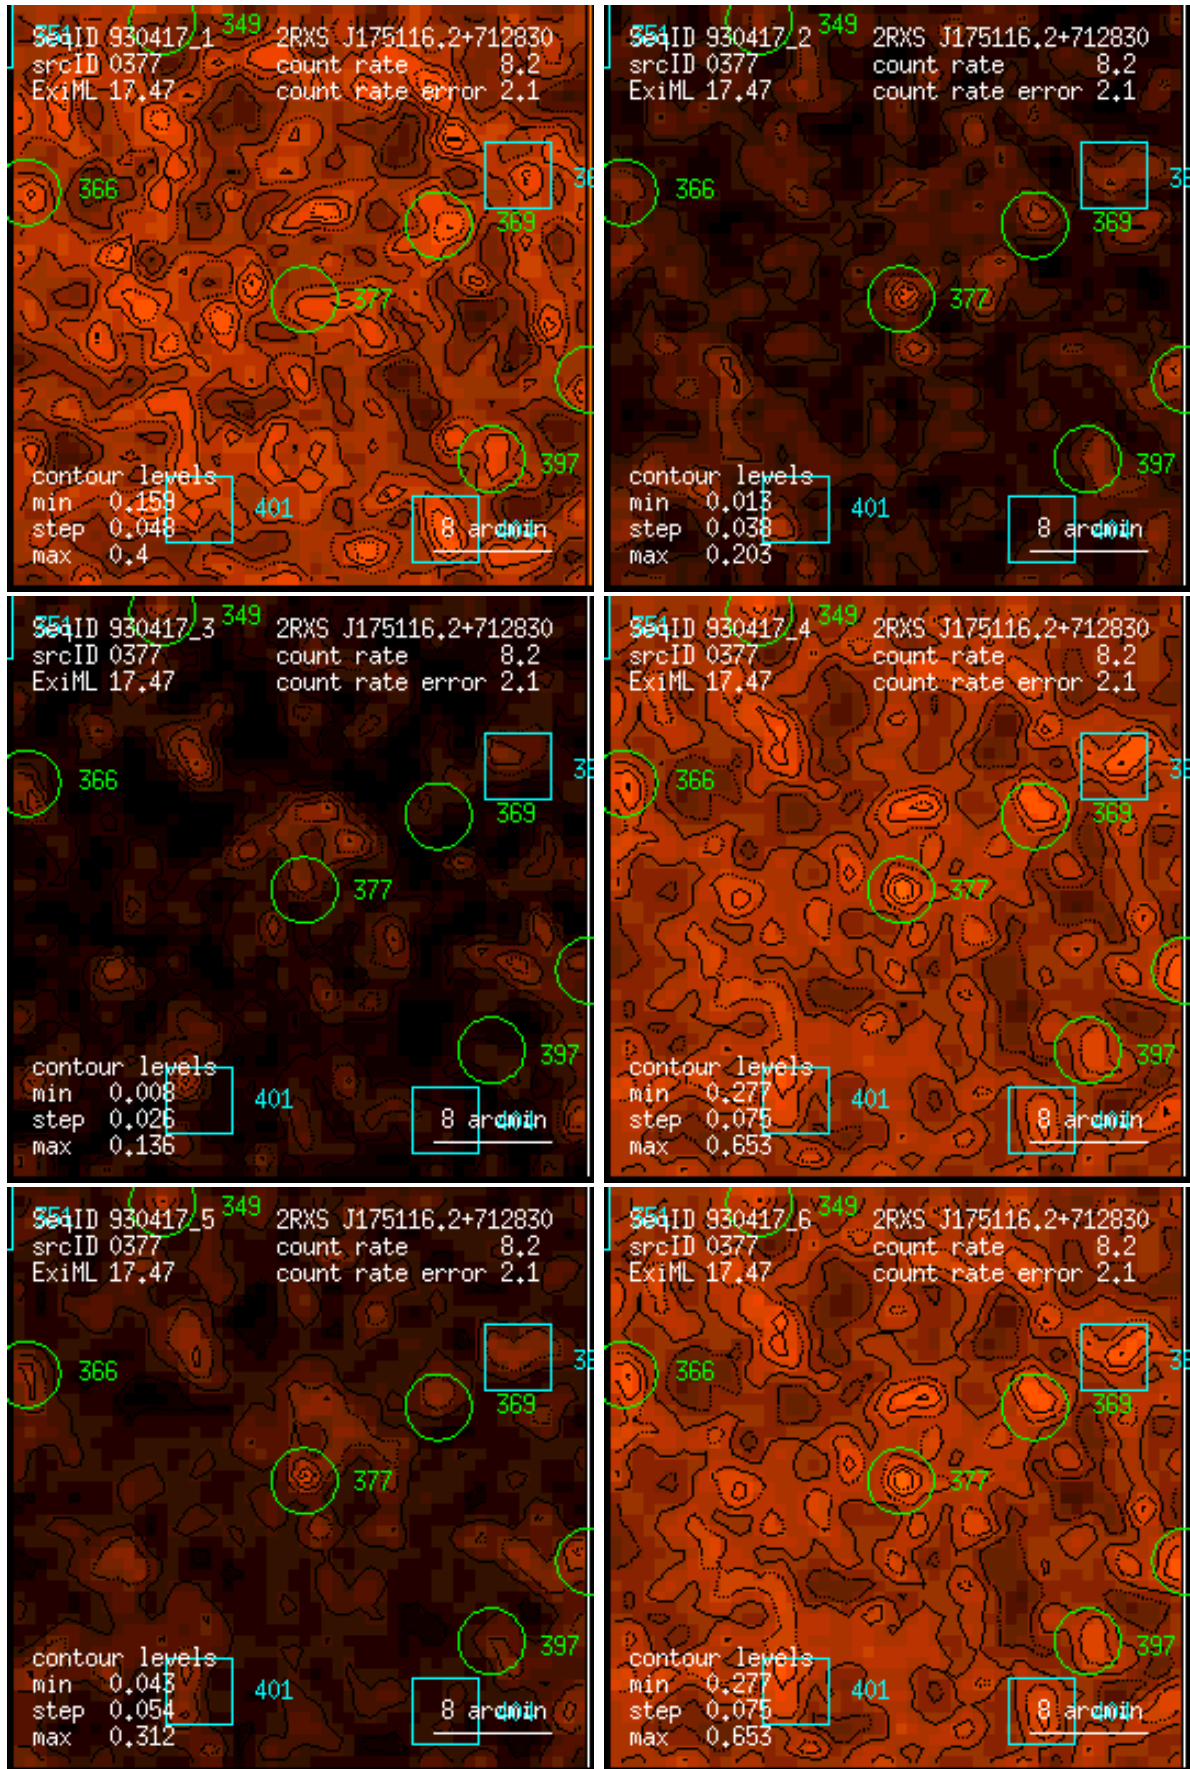 349
SeqID 930417_1 2RXS J175116.2+712830
srcID 0377 count rate 8.2
ExiML 17.47 count rate error 2.1
366
369
377
397
contour levels
min 0.159
401
step 0.048
8 arcmin
max 0.4
349
SeqID 930417_2 2RXS J175116.2+712830
srcID 0377 count rate 8.2
ExiML 17.47 count rate error 2.1
366
369
377
397
contour levels
min 0.013
401
step 0.038
8 arcmin
max 0.203
349
SeqID 930417_3 2RXS J175116.2+712830
srcID 0377 count rate 8.2
ExiML 17.47 count rate error 2.1
366
369
377
397
contour levels
min 0.008
401
step 0.026
8 arcmin
max 0.136
349
SeqID 930417_4 2RXS J175116.2+712830
srcID 0377 count rate 8.2
ExiML 17.47 count rate error 2.1
366
369
377
397
contour levels
min 0.277
401
step 0.075
8 arcmin
max 0.653
349
SeqID 930417_5 2RXS J175116.2+712830
srcID 0377 count rate 8.2
ExiML 17.47 count rate error 2.1
366
369
377
397
contour levels
min 0.043
401
step 0.054
8 arcmin
max 0.312
349
SeqID 930417_6 2RXS J175116.2+712830
srcID 0377 count rate 8.2
ExiML 17.47 count rate error 2.1
366
369
377
397
contour levels
min 0.277
401
step 0.075
8 arcmin
max 0.653